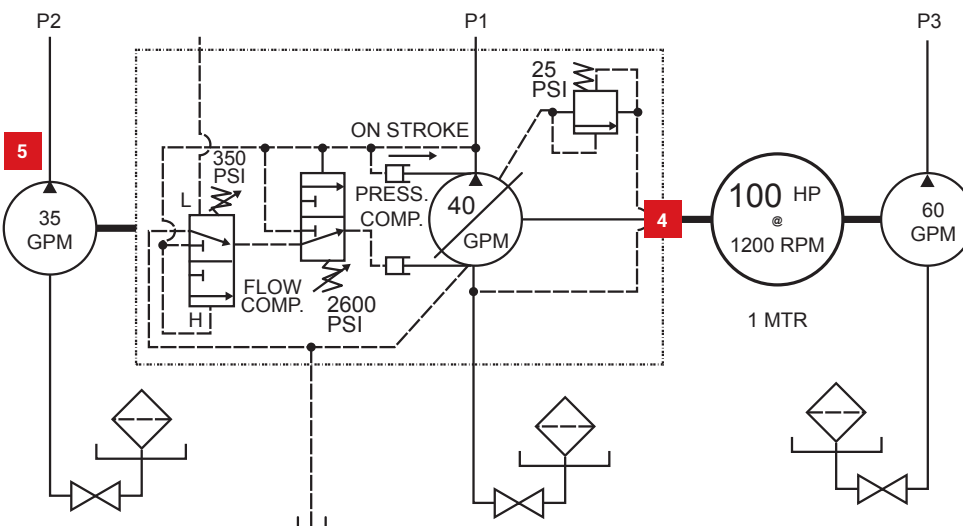 P2
P1
P3
25
PSI
ON STROKE
5
350
PSI
L
PRESS.
COMP.
40
GPM
4
100 HP
@
1200 RPM
60
GPM
35
GPM
FLOW
COMP.
H
2600
PSI
1 MTR